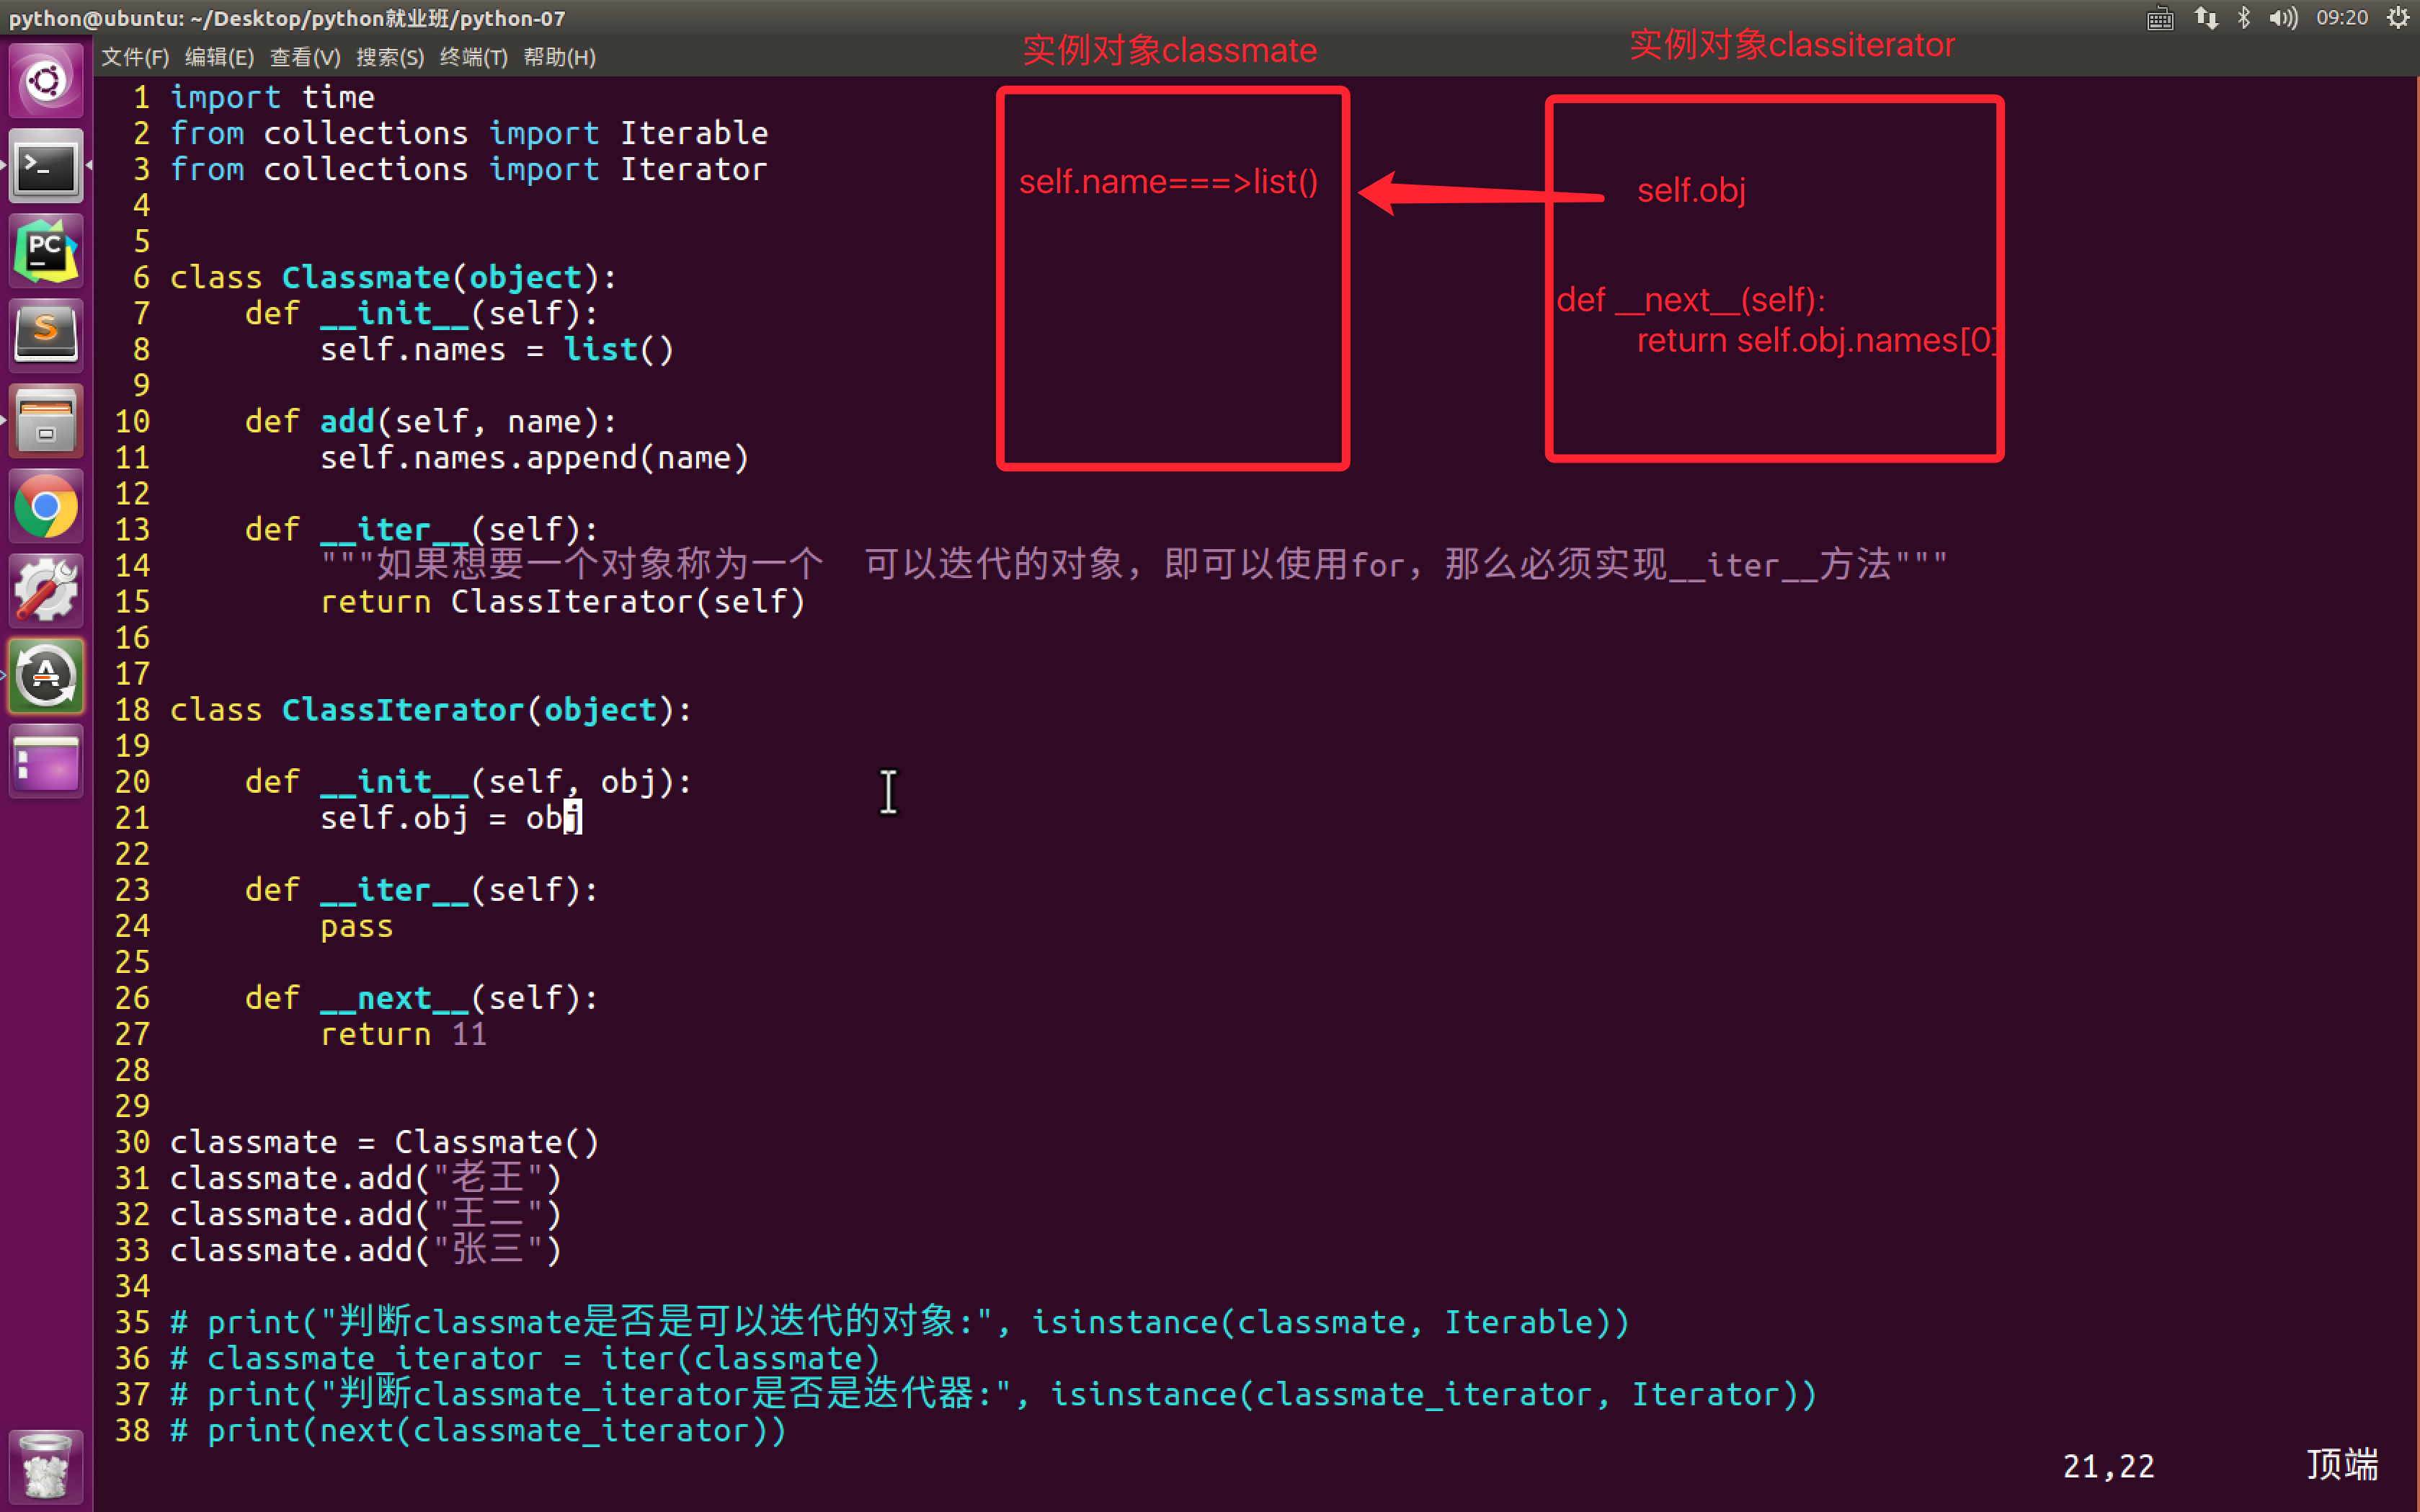 python@ubuntu: ~/Desktop/python就业班/python-07
09:20
文件(F) 编辑(E) 查看(V) 搜索(S) 终端(T) 帮助(H)
实例对象classmate
实例对象classiterator
self.name===>list()
self.obj
def __next__(self):
return self.obj.names[0]
1 import time
2 from collections import Iterable
3 from collections import Iterator
4
5
6 class Classmate(object):
7     def __init__(self):
8         self.names = list()
9
10     def add(self, name):
11         self.names.append(name)
12
13     def __iter__(self):
14         """如果想要一个对象称为一个  可以迭代的对象，即可以使用for，那么必须实现__iter__方法"""
15         return ClassIterator(self)
16
17
18 class ClassIterator(object):
19
20     def __init__(self, obj):
21         self.obj = obj
22
23     def __iter__(self):
24         pass
25
26     def __next__(self):
27         return 11
28
29
30 classmate = Classmate()
31 classmate.add("老王")
32 classmate.add("王二")
33 classmate.add("张三")
34
35 # print("判断classmate是否是可以迭代的对象:", isinstance(classmate, Iterable))
36 # classmate_iterator = iter(classmate)
37 # print("判断classmate_iterator是否是迭代器:", isinstance(classmate_iterator, Iterator))
38 # print(next(classmate_iterator))
21,22 顶端
PC
S
A